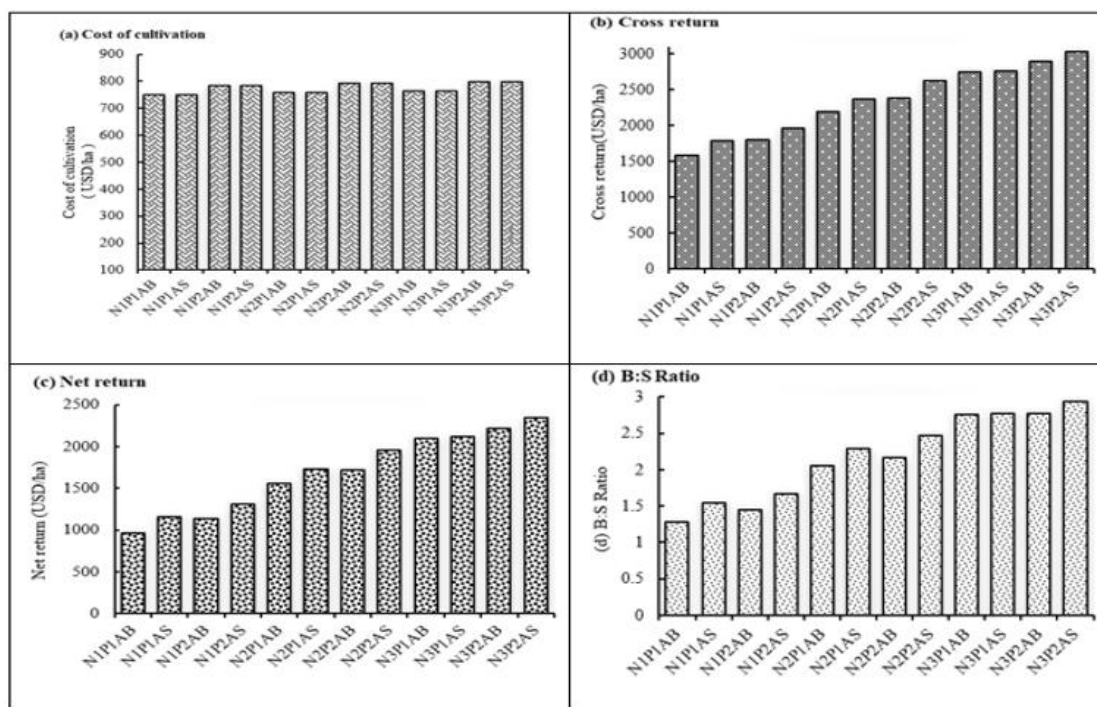 (a) Cost of cultivation
Cost of cultivation
( USD/ha )
900
800
700
600
500
400
300
200
100
N1P1AB
N1P1AS
N1P2AB
N1P2AS
N2P1AB
N2P1AS
N2P2AB
N2P2AS
N3P1AB
N3P1AS
N3P2AB
N3P2AS
(b) Cross return
Cross return(USD/ha)
3000
2500
2000
1500
1000
500
0
N1P1AB
N1P1AS
N1P2AB
N1P2AS
N2P1AB
N2P1AS
N2P2AB
N2P2AS
N3P1AB
N3P1AS
N3P2AB
N3P2AS
(c) Net return
Net return (USD/ha)
2500
2000
1500
1000
500
0
N1P1AB
N1P1AS
N1P2AB
N1P2AS
N2P1AB
N2P1AS
N2P2AB
N2P2AS
N3P1AB
N3P1AS
N3P2AB
N3P2AS
(d) B:S Ratio
(d) B:S Ratio
3
2.5
2
1.5
1
0.5
0
N1P1AB
N1P1AS
N1P2AB
N1P2AS
N2P1AB
N2P1AS
N2P2AB
N2P2AS
N3P1AB
N3P1AS
N3P2AB
N3P2AS